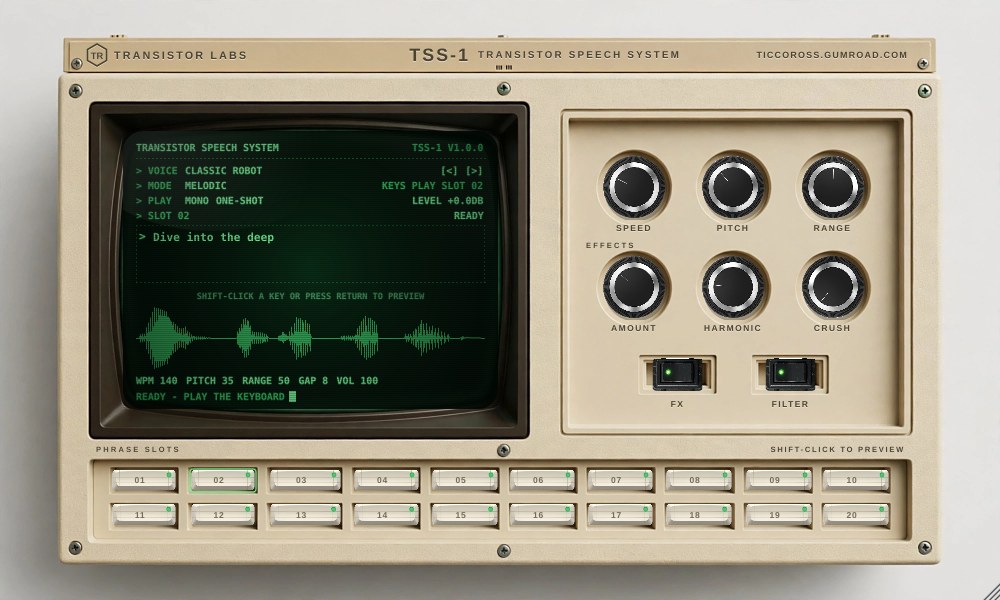 TR TRANSISTOR LABS TSS-1 TRANSISTOR SPEECH SYSTEM TICCOROSS.GUMROAD.COM
TRANSISTOR SPEECH SYSTEM TSS-1 V1.0.0
> VOICE CLASSIC ROBOT [<] [>]
> MODE MELODIC KEYS PLAY SLOT 02
> PLAY MONO ONE-SHOT LEVEL +0.0DB
> SLOT 02 READY
> Dive into the deep
SHIFT-CLICK A KEY OR PRESS RETURN TO PREVIEW
WPM 140 PITCH 35 RANGE 50 GAP 8 VOL 100
READY - PLAY THE KEYBOARD
SPEED PITCH RANGE
EFFECTS
AMOUNT HARMONIC CRUSH
FX FILTER
PHRASE SLOTS SHIFT-CLICK TO PREVIEW
01 02 03 04 05 06 07 08 09 10
11 12 13 14 15 16 17 18 19 20